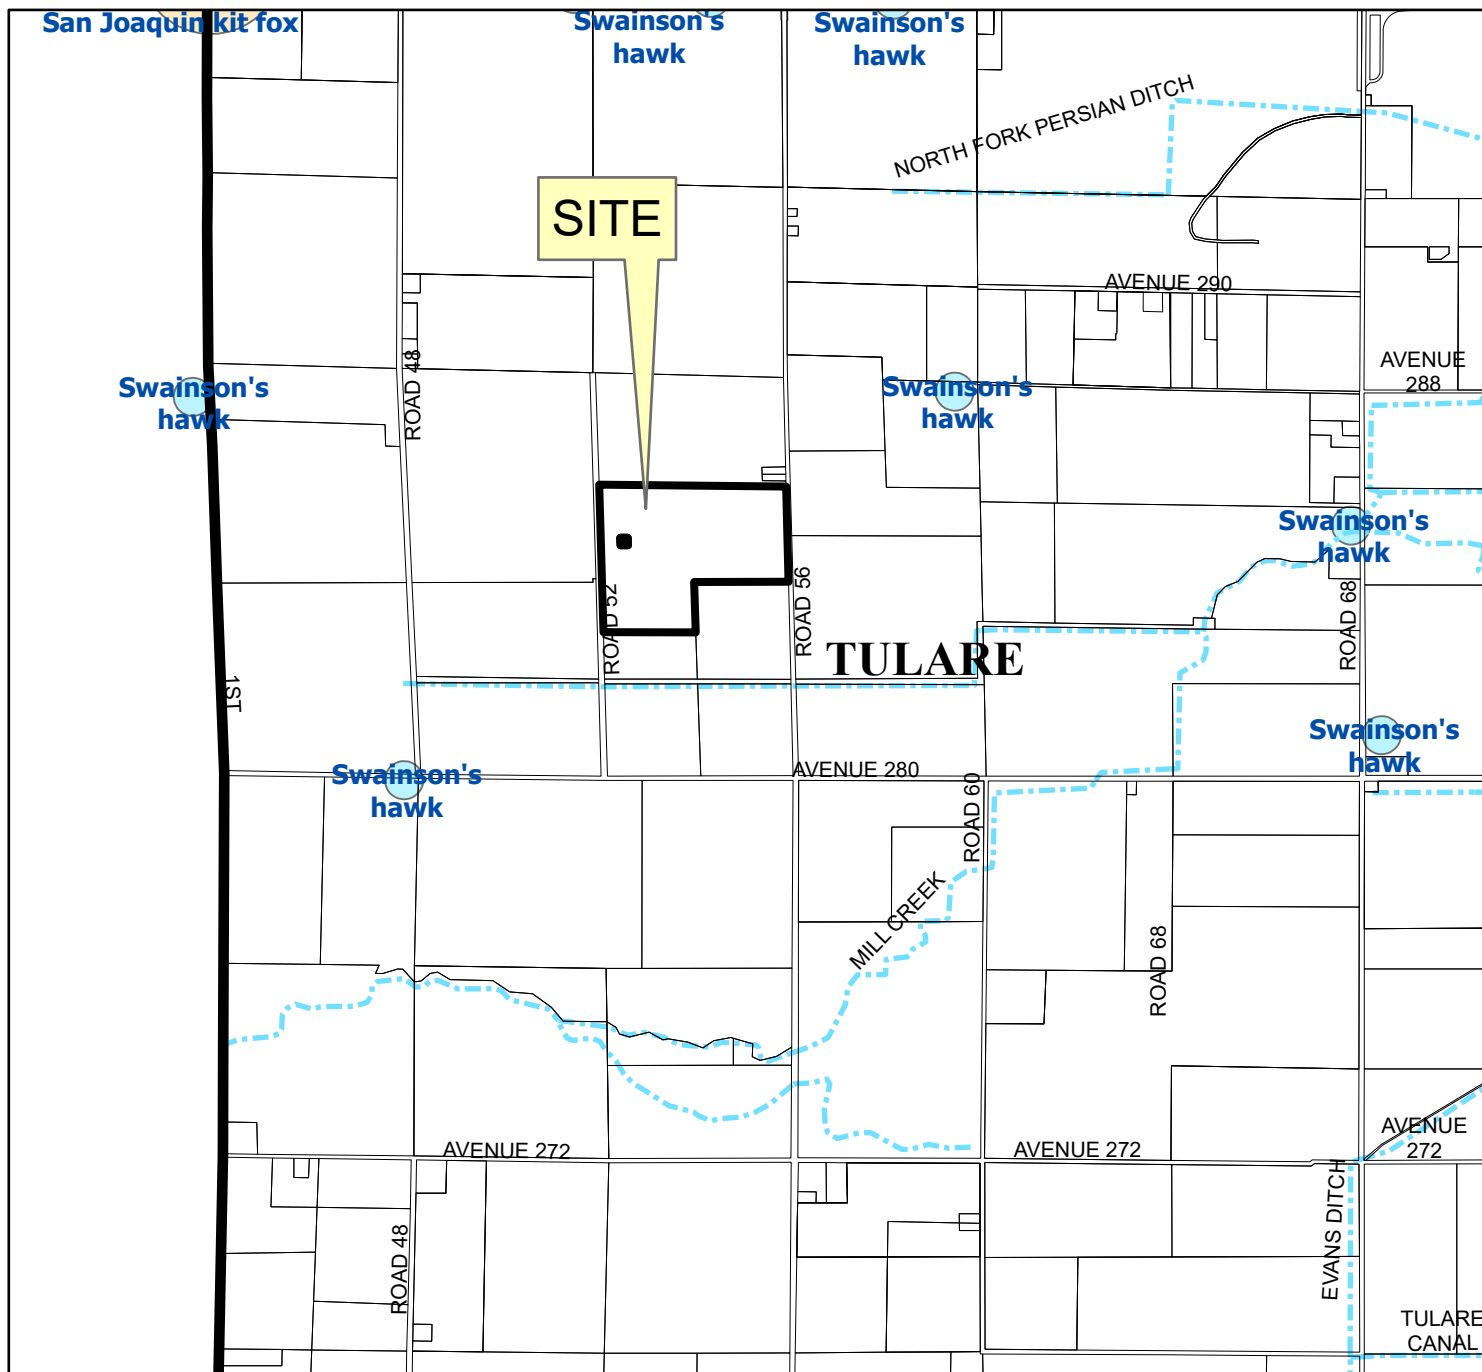 San Joaquin kit fox
Swainson's
hawk
Swainson's
hawk
NORTH FORK PERSIAN DITCH
SITE
AVENUE 290
ROAD 48
AVENUE
288
Swainson's
hawk
Swainson's
hawk
Swainson's
hawk
ROAD 52
ROAD 56
ROAD 68
TULARE
1ST
Swainson's
hawk
AVENUE 280
Swainson's
hawk
ROAD 60
MILL CREEK
ROAD 68
AVENUE 272
AVENUE 272
AVENUE
272
ROAD 48
EVANS DITCH
TULARE
CANAL